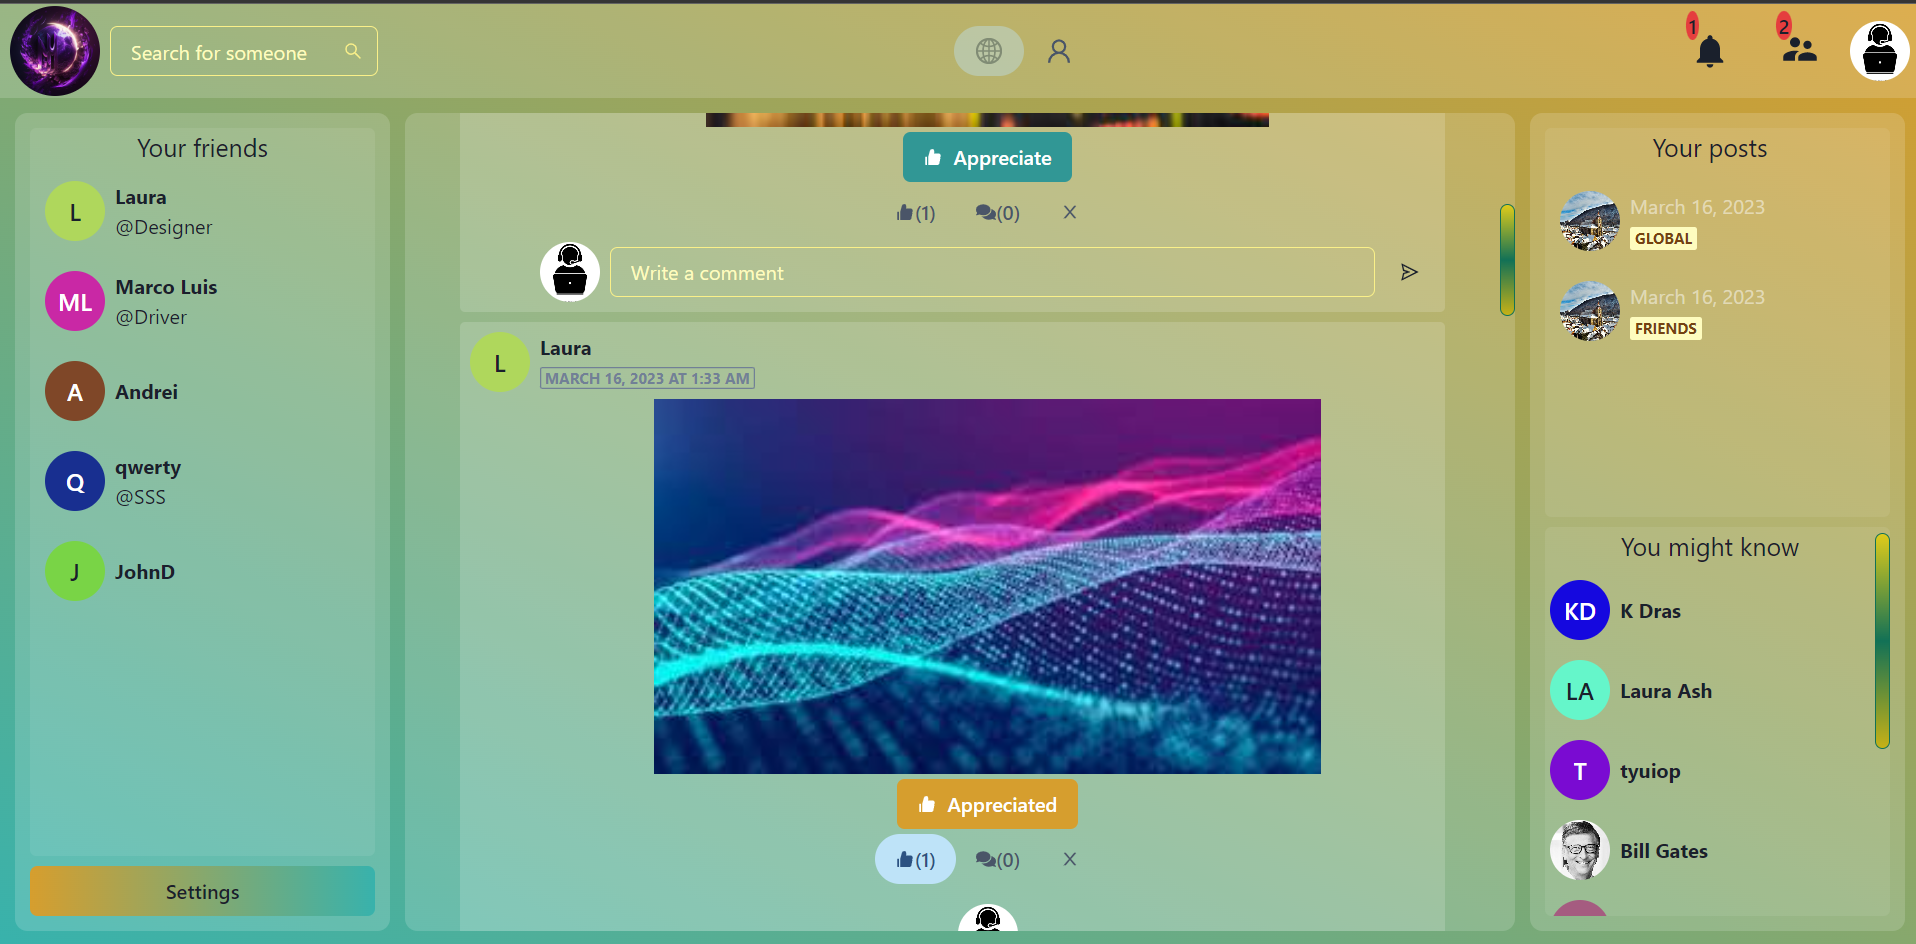 Search for someone
1
2
Your friends
L
Laura
@Designer
ML
Marco Luis
@Driver
A
Andrei
Q
qwerty
@SSS
J
JohnD
Settings
Appreciate
(1)
(0)
X
Write a comment
L
Laura
MARCH 16, 2023 AT 1:33 AM
Appreciated
(1)
(0)
X
Your posts
March 16, 2023
GLOBAL
March 16, 2023
FRIENDS
You might know
KD
K Dras
LA
Laura Ash
T
tyuiop
Bill Gates